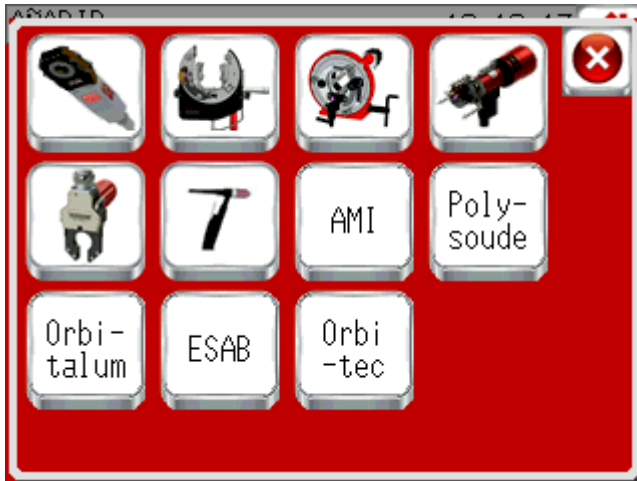 AMI
Poly-
soude
Orbi-
talum
ESAB
Orbi
-tec